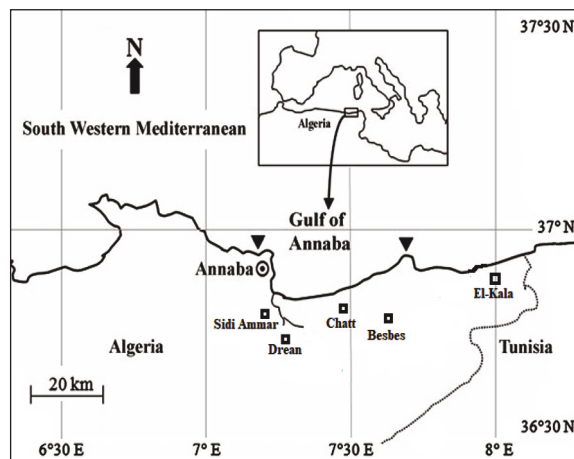 37°30'N
N
South Western Mediterranean
Algeria
Gulf of
Annaba
37°N
Annaba
El-Kala
Sidi Ammar
Chatt
Besbes
Drean
Algeria
Tunisia
20 km
36°30'N
6°30'E
7°E
7°30'E
8°E